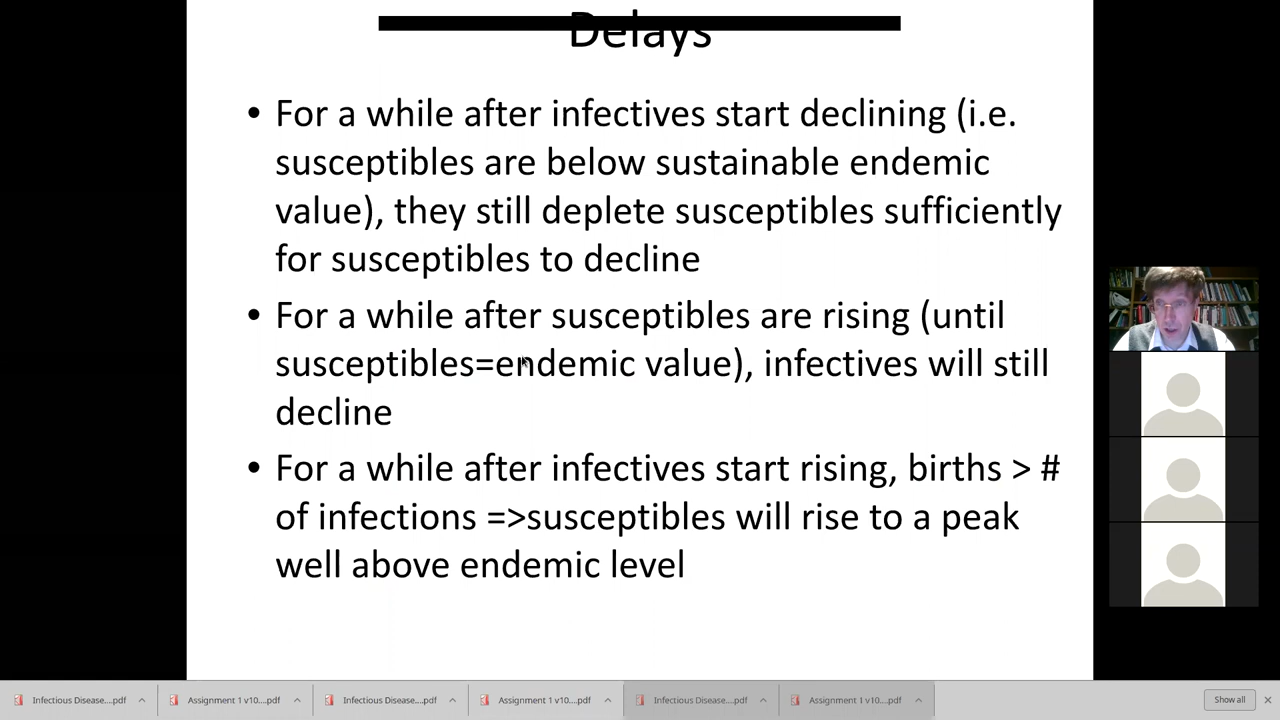 Delays
• For a while after infectives start declining (i.e.
susceptibles are below sustainable endemic
value), they still deplete susceptibles sufficiently
for susceptibles to decline
• For a while after susceptibles are rising (until
susceptibles=endemic value), infectives will still
decline
• For a while after infectives start rising, births > #
of infections =>susceptibles will rise to a peak
well above endemic level
Infectious Disease....pdf
Assignment 1 v10....pdf
Infectious Disease....pdf
Assignment 1 v10....pdf
Infectious Disease....pdf
Assignment 1 v10....pdf
Show all